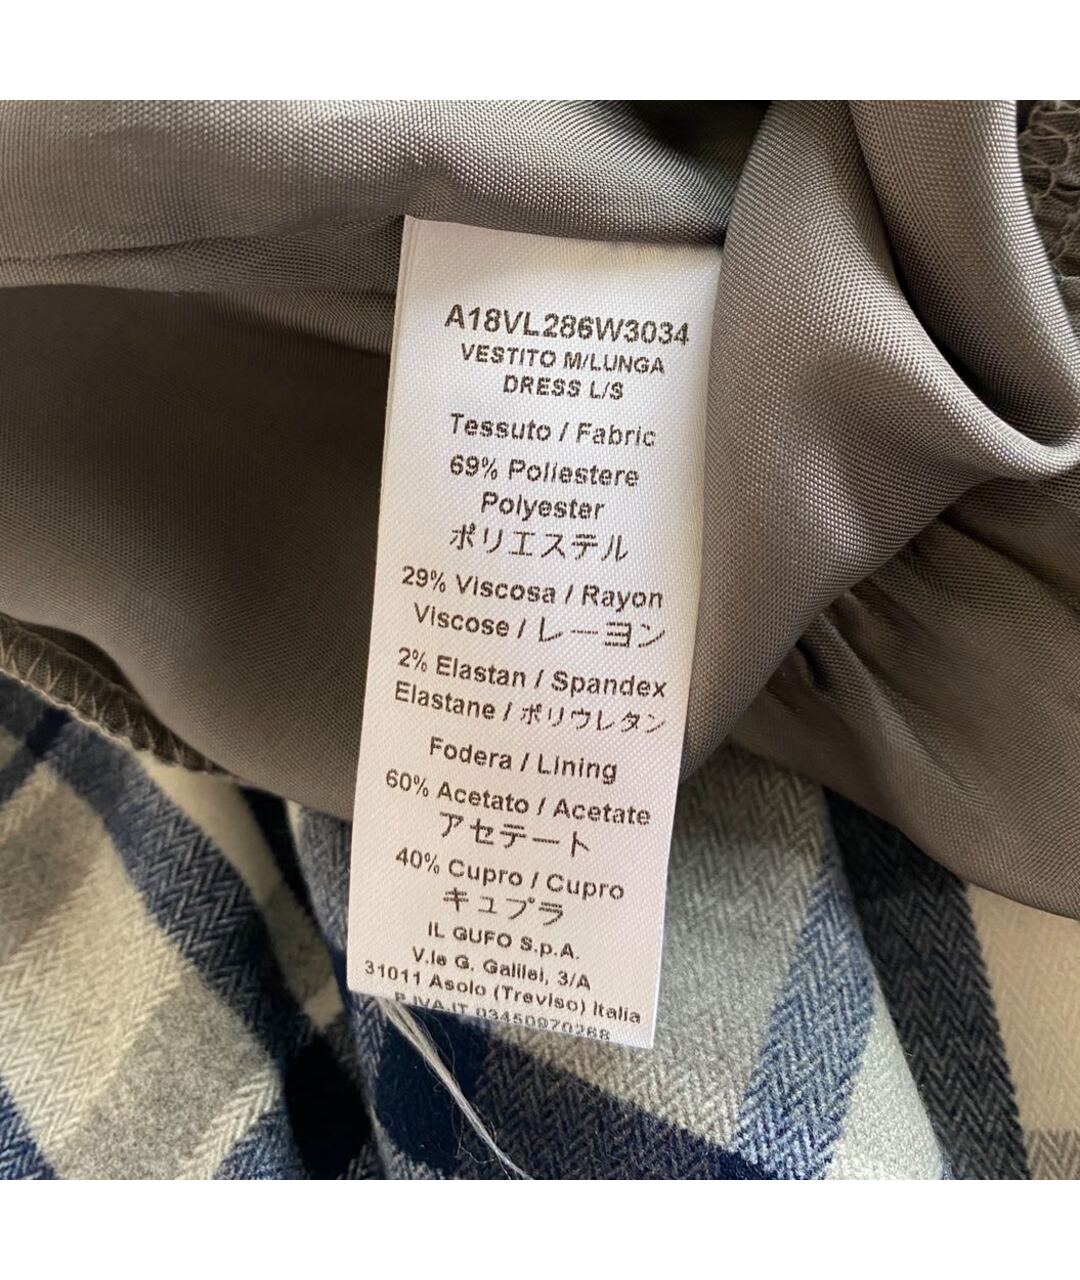 A18VL286W3034
VESTITO M/LUNGA
DRESS L/S
Tessuto / Fabric
69% Poliestere
Polyester
ポリエステル
29% Viscosa / Rayon
Viscose / レーヨン
2% Elastan / Spandex
Elastane / ポリウレタン
Fodera / Lining
60% Acetato / Acetate
アセテート
40% Cupro / Cupro
キュプラ
IL GUFO S.p.A.
V.le G. Galilei, 3/A
31011 Asolo (Treviso) Italia
P.IVA.IT 03450970268